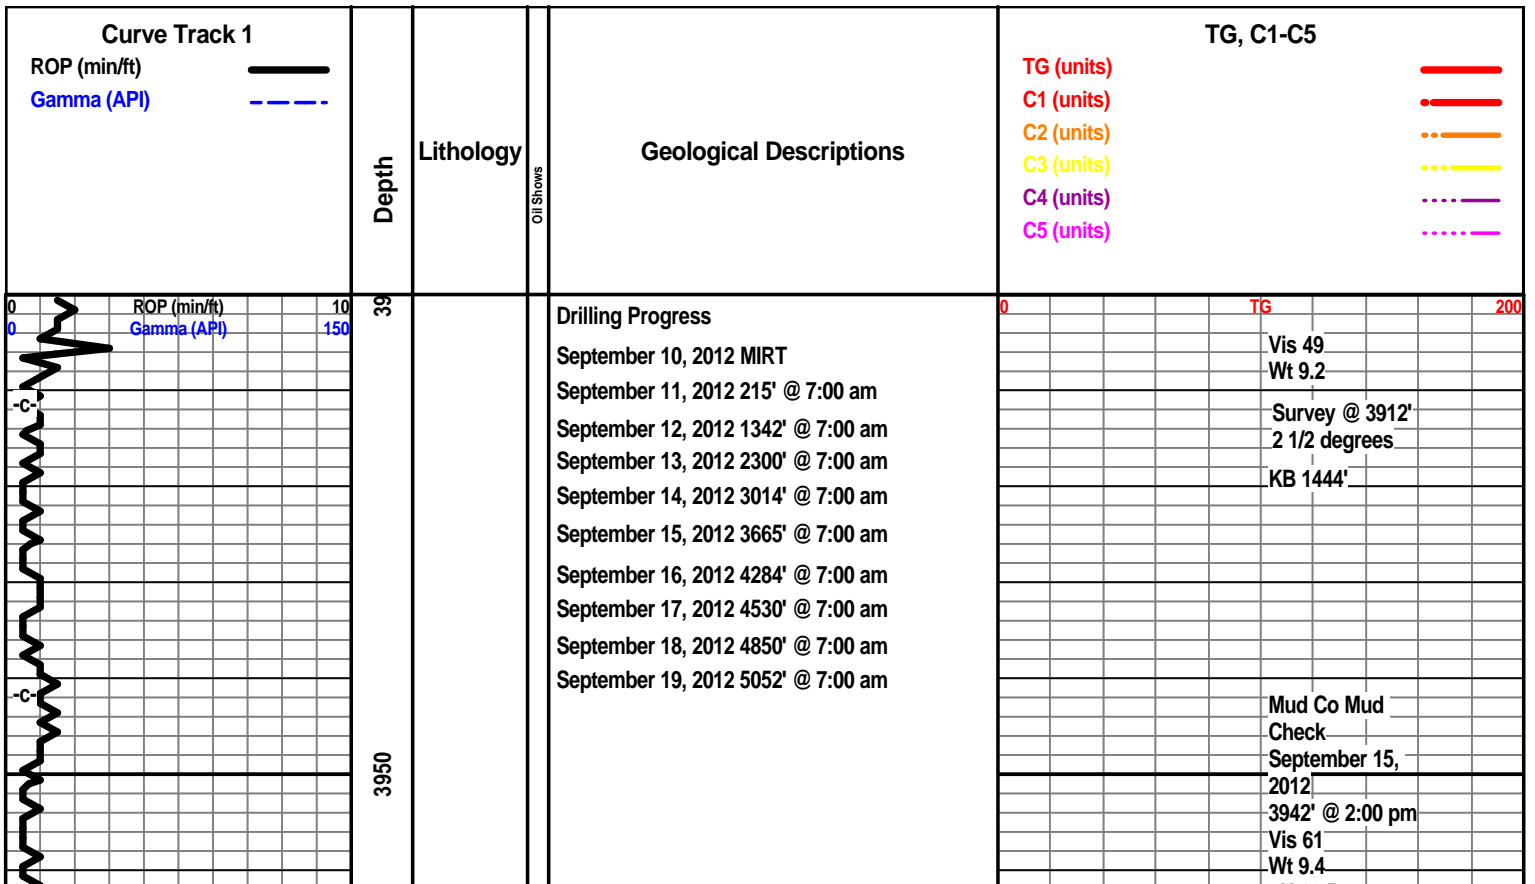 Curve Track 1
ROP (min/ft)
Gamma (API)
Depth
Lithology
Oil Shows
Geological Descriptions
TG, C1-C5
TG (units)
C1 (units)
C2 (units)
C3 (units)
C4 (units)
C5 (units)
0 ROP (min/ft) 10
0 Gamma (API) 150
-c-
-c-
39
3950
Drilling Progress
September 10, 2012 MIRT
September 11, 2012 215' @ 7:00 am
September 12, 2012 1342' @ 7:00 am
September 13, 2012 2300' @ 7:00 am
September 14, 2012 3014' @ 7:00 am
September 15, 2012 3665' @ 7:00 am
September 16, 2012 4284' @ 7:00 am
September 17, 2012 4530' @ 7:00 am
September 18, 2012 4850' @ 7:00 am
September 19, 2012 5052' @ 7:00 am
0 TG 200
Vis 49
Wt 9.2
Survey @ 3912'
2 1/2 degrees
KB 1444'
Mud Co Mud
Check
September 15,
2012
3942' @ 2:00 pm
Vis 61
Wt 9.4